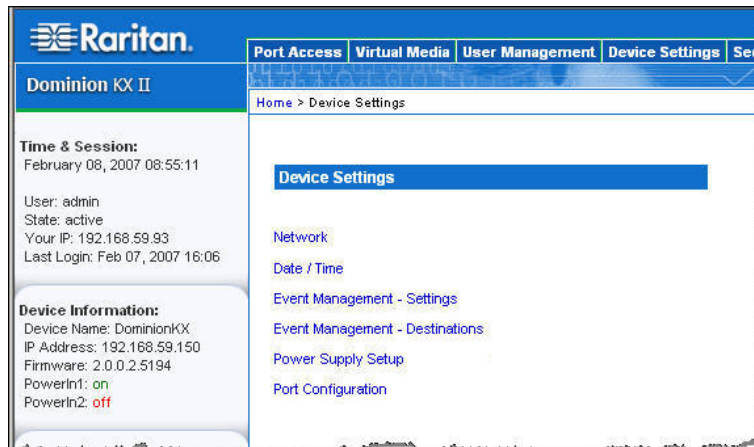 Raritan.
Dominion KX II
Port Access Virtual Media User Management Device Settings
Home > Device Settings
Time & Session:
February 08, 2007 08:55:11
User: admin
State: active
Your IP: 192.168.59.93
Last Login: Feb 07, 2007 16:06
Device Information:
Device Name: DominionKX
IP Address: 192.168.59.150
Firmware: 2.0.0.2.5194
PowerIn1: on
PowerIn2: off
Device Settings
Network
Date / Time
Event Management - Settings
Event Management - Destinations
Power Supply Setup
Port Configuration